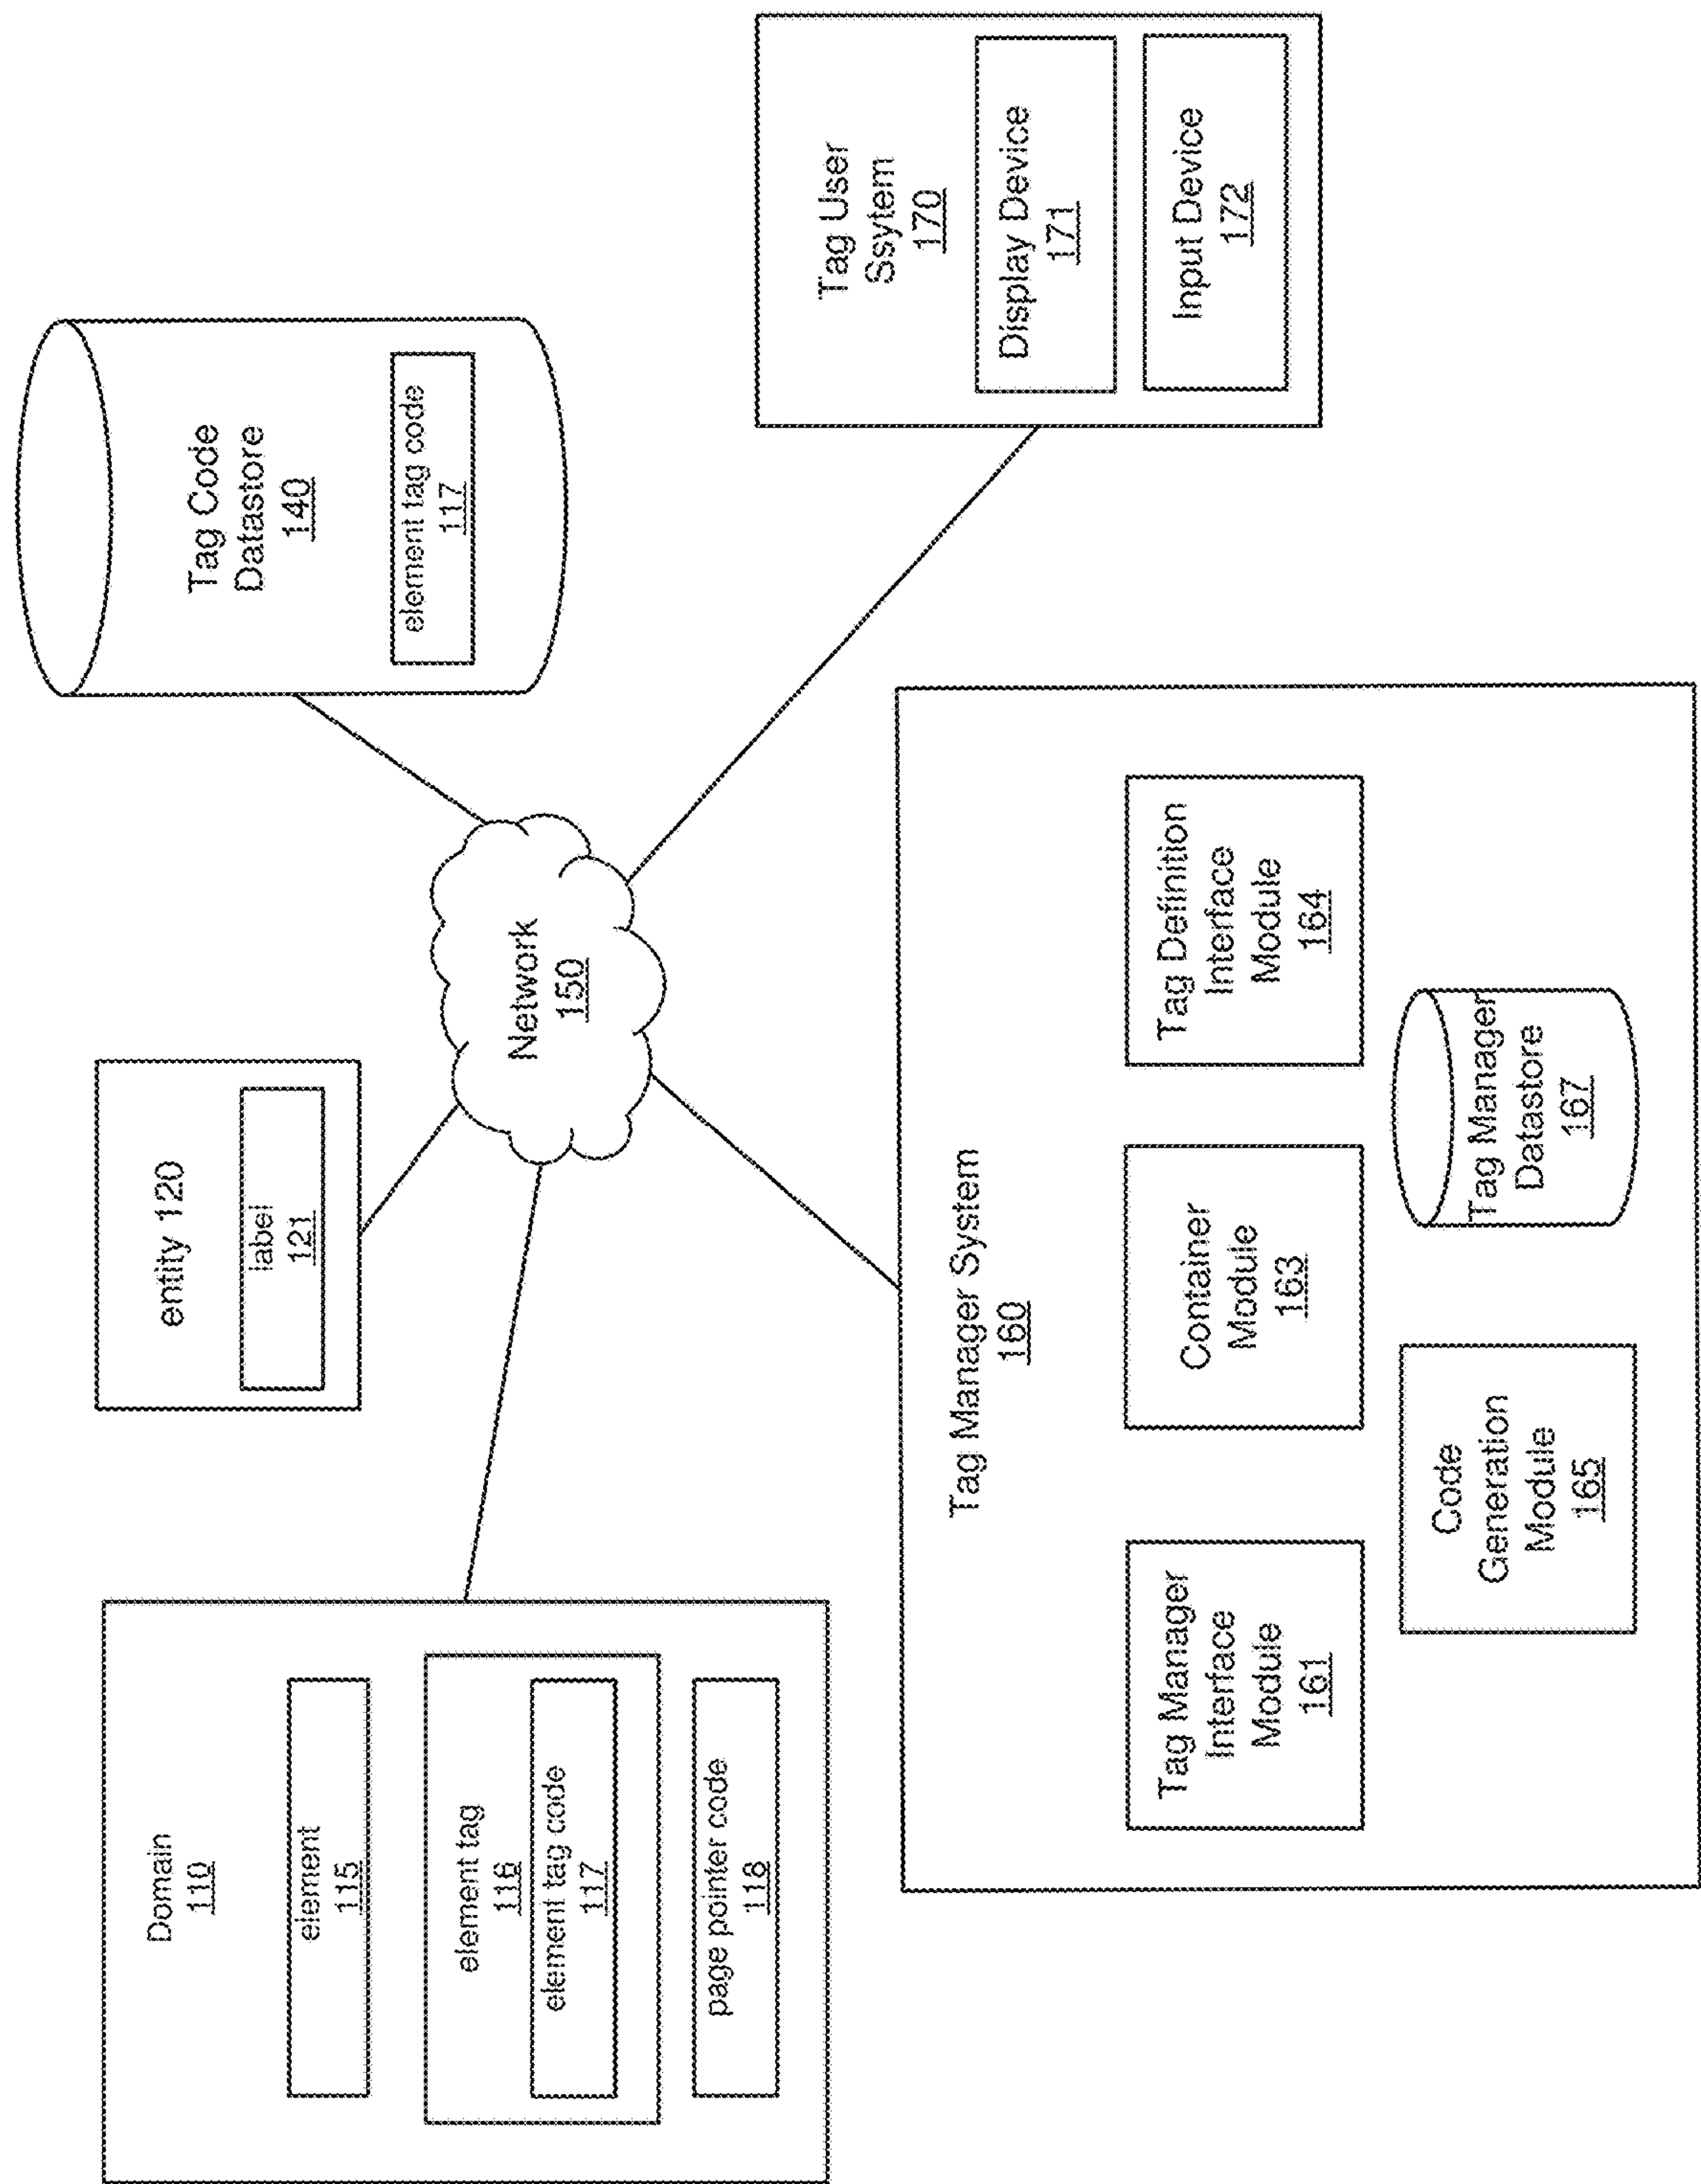 Domain
110
element
115
element tag
116
element tag code
117
page pointer code
118
entity 120
label
121
Tag Code
Datastore
140
element tag code
117
Network
150
Tag Manager System
160
Tag Manager
Interface
Module
161
Container
Module
163
Tag Definition
Interface
Module
164
Code
Generation
Module
165
Tag Manager
Datastore
167
Tag User
Ssytem
170
Display Device
171
Input Device
172